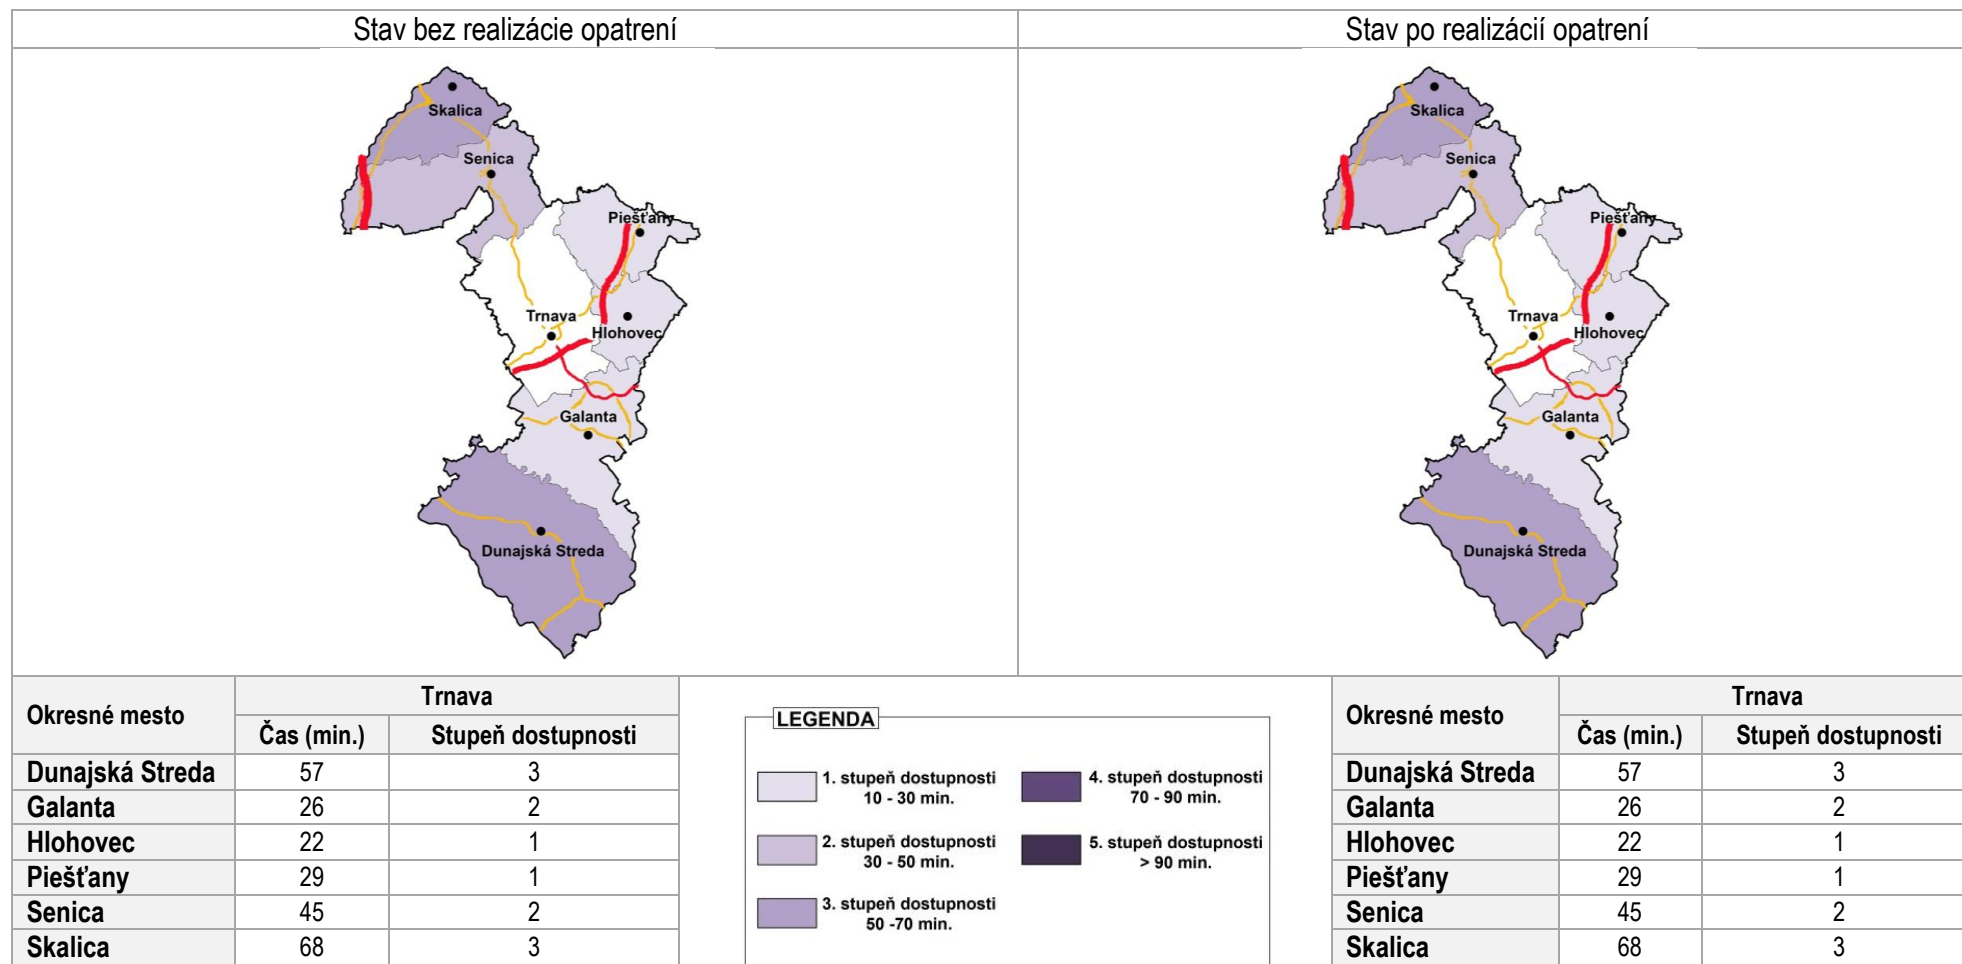 Stav bez realizácie opatrení
Stav po realizácií opatrení
Skalica
Senica
Piešťany
Trnava
Hlohovec
Galanta
Dunajská Streda
Skalica
Senica
Piešťany
Trnava
Hlohovec
Galanta
Dunajská Streda
Okresné mesto Trnava
Čas (min.) Stupeň dostupnosti
Dunajská Streda 57 3
Galanta 26 2
Hlohovec 22 1
Piešťany 29 1
Senica 45 2
Skalica 68 3
LEGENDA
1. stupeň dostupnosti
10 - 30 min.
2. stupeň dostupnosti
30 - 50 min.
3. stupeň dostupnosti
50 -70 min.
4. stupeň dostupnosti
70 - 90 min.
5. stupeň dostupnosti
> 90 min.
Okresné mesto Trnava
Čas (min.) Stupeň dostupnosti
Dunajská Streda 57 3
Galanta 26 2
Hlohovec 22 1
Piešťany 29 1
Senica 45 2
Skalica 68 3